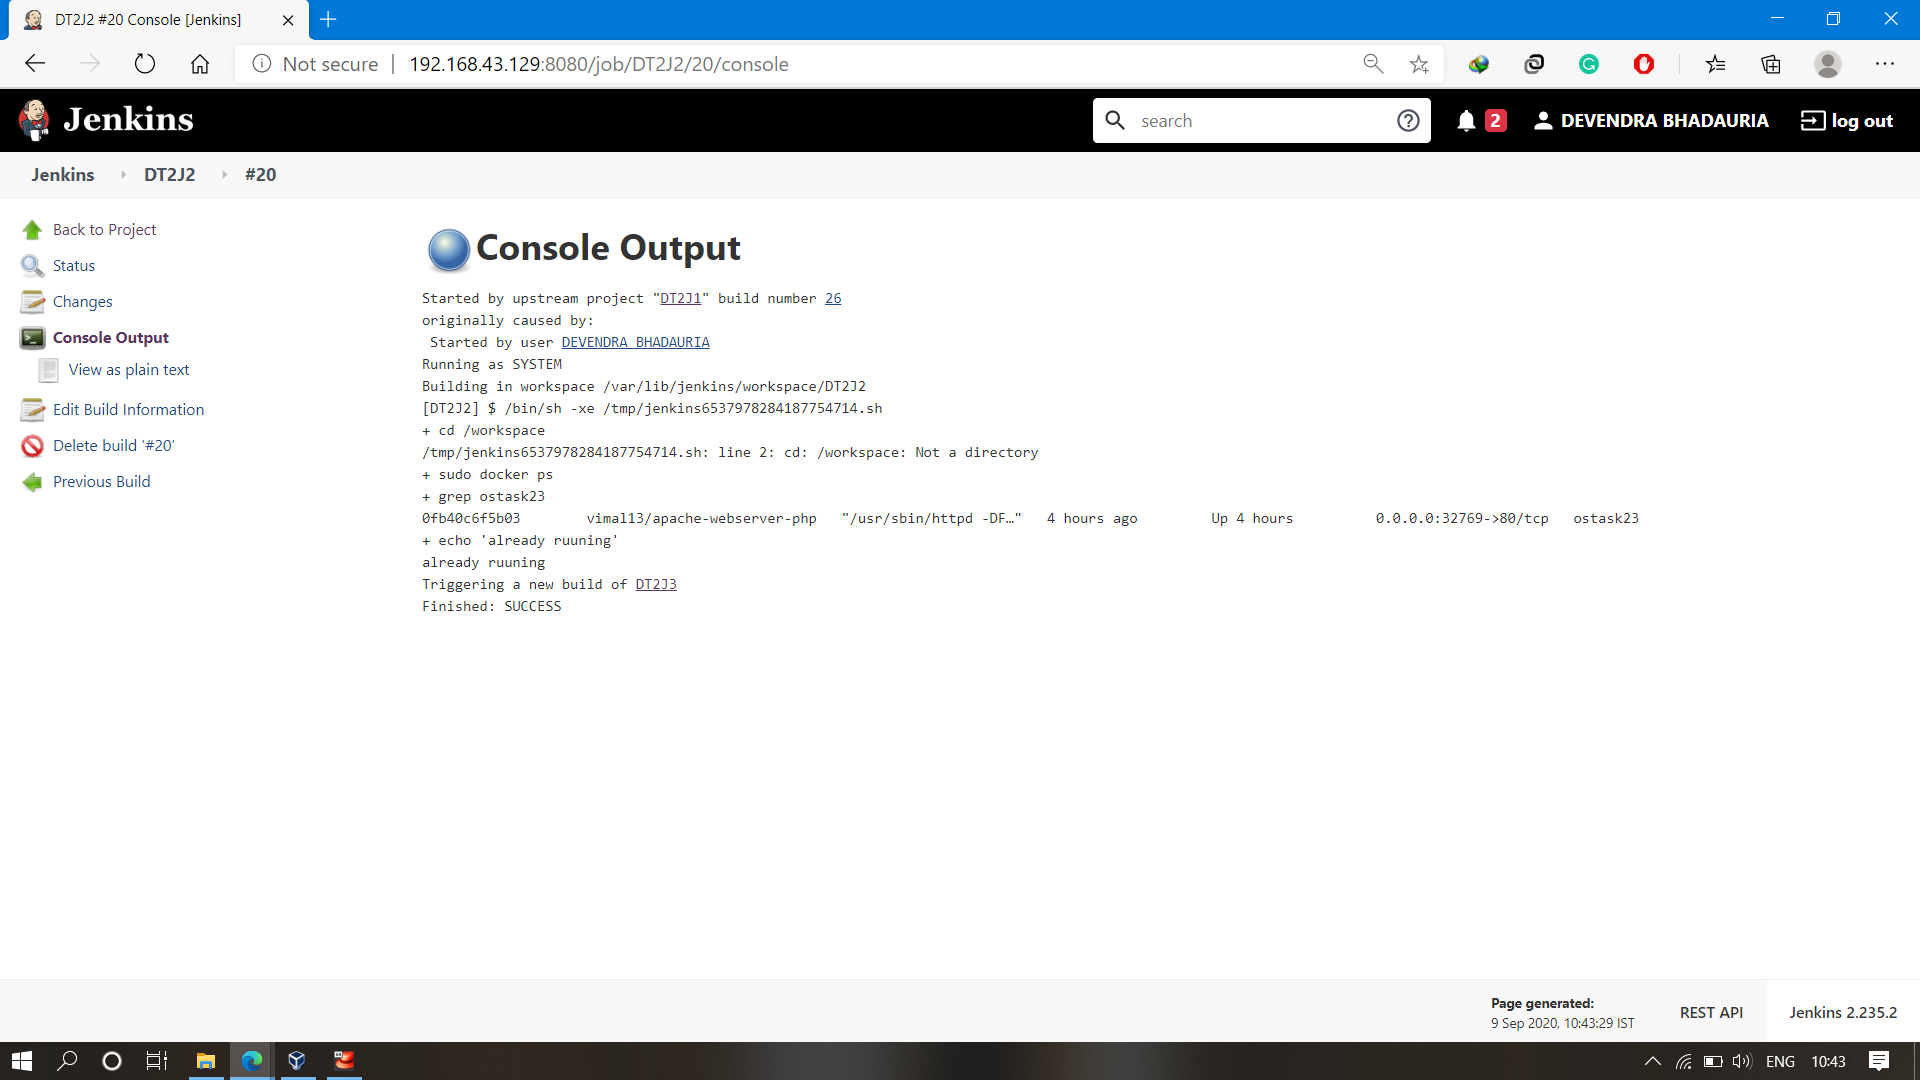 DT2J2 #20 Console [Jenkins]
Not secure | 192.168.43.129:8080/job/DT2J2/20/console
Jenkins
search
2
DEVENDRA BHADAURIA
log out
Jenkins
DT2J2
#20
Back to Project
Status
Changes
Console Output
View as plain text
Edit Build Information
Delete build ‘#20’
Previous Build
Console Output
Started by upstream project "DT2J1" build number 26
originally caused by:
Started by user DEVENDRA BHADAURIA
Running as SYSTEM
Building in workspace /var/lib/jenkins/workspace/DT2J2
[DT2J2] $ /bin/sh -xe /tmp/jenkins6537978284187754714.sh
+ cd /workspace
/tmp/jenkins6537978284187754714.sh: line 2: cd: /workspace: Not a directory
+ sudo docker ps
+ grep ostask23
0fb40c6f5b03 vimal13/apache-webserver-php "/usr/sbin/httpd -DF…" 4 hours ago Up 4 hours 0.0.0.0:32769->80/tcp ostask23
+ echo 'already ruuning'
already ruuning
Triggering a new build of DT2J3
Finished: SUCCESS
Page generated:
9 Sep 2020, 10:43:29 IST
REST API
Jenkins 2.235.2
ENG
10:43